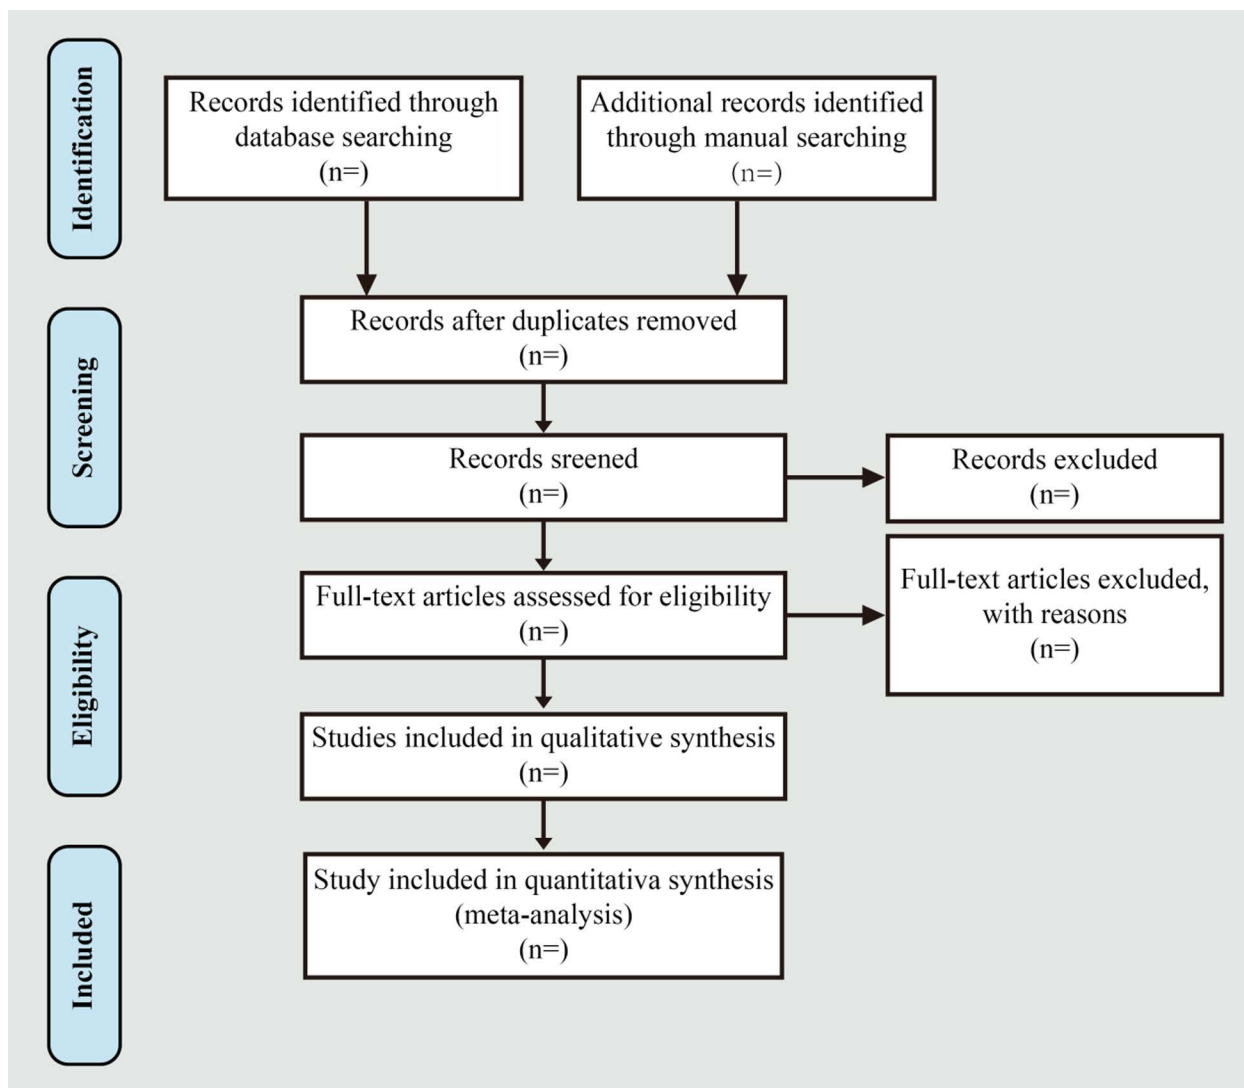 Identification
Records identified through
database searching
(n=)
Additional records identified
through manual searching
(n=)
Screening
Records after duplicates removed
(n=)
Records sreened
(n=)
Records excluded
(n=)
Eligibility
Full-text articles assessed for eligibility
(n=)
Full-text articles excluded,
with reasons
(n=)
Studies included in qualitative synthesis
(n=)
Included
Study included in quantitativa synthesis
(meta-analysis)
(n=)